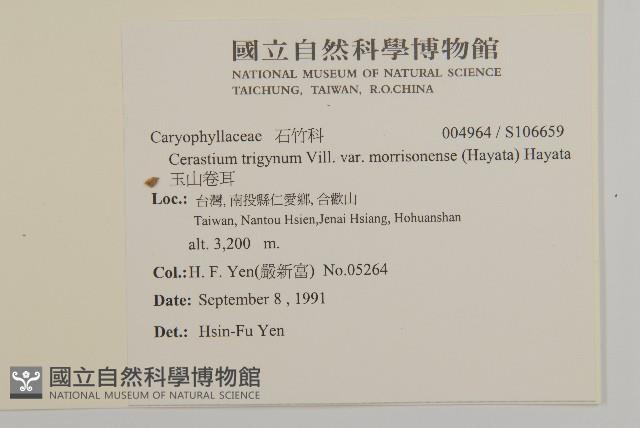 國立自然科學博物館
NATIONAL MUSEUM OF NATURAL SCIENCE
TAICHUNG, TAIWAN, R.O.CHINA
Caryophyllaceae 石竹科 004964 / S106659
Cerastium trigynum Vill. var. morrisonense (Hayata) Hayata
玉山卷耳
Loc.: 台灣, 南投縣仁愛鄉, 合歡山
Taiwan, Nantou Hsien,Jenai Hsiang, Hohuanshan
alt. 3,200 m.
Col.:H. F. Yen(嚴新富) No.05264
Date: September 8 , 1991
Det.: Hsin-Fu Yen
國立自然科學博物館
NATIONAL MUSEUM OF NATURAL SCIENCE